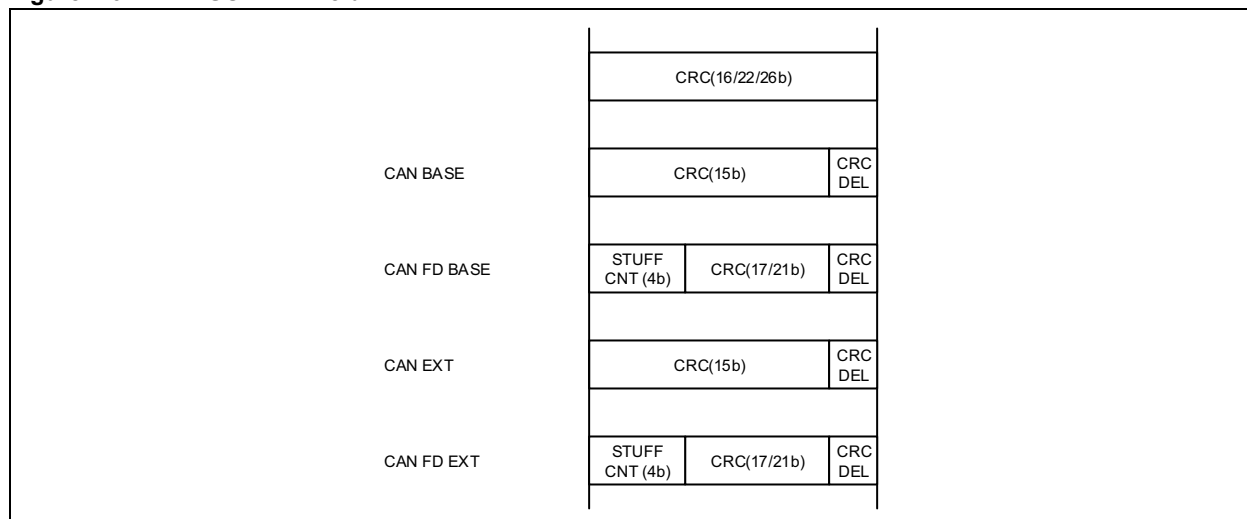 CRC(16/22/26b)
CAN BASE
CRC(15b)
CRC
DEL
CAN FD BASE
STUFF
CNT (4b)
CRC(17/21b)
CRC
DEL
CAN EXT
CRC(15b)
CRC
DEL
CAN FD EXT
STUFF
CNT (4b)
CRC(17/21b)
CRC
DEL